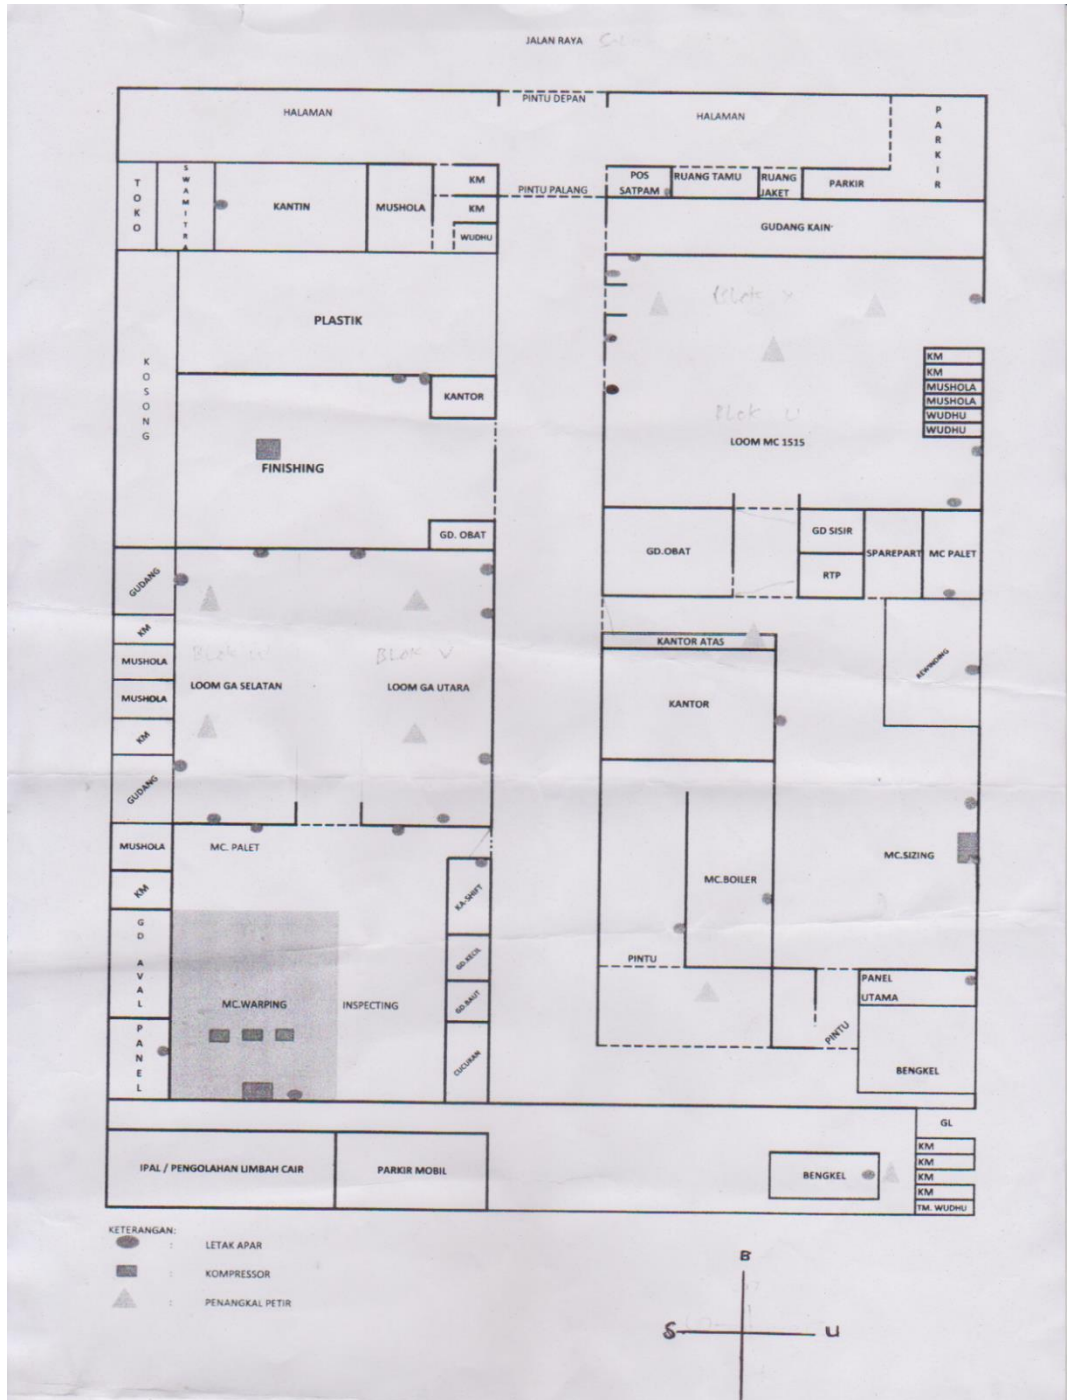 JALAN RAYA
PINTU DEPAN
HALAMAN
HALAMAN
PARKIR
TOKO
SWAMITRA
KANTIN
MUSHOLA
KM
KM
WUDHU
PINTU PALANG
POS SATPAM
RUANG TAMU
RUANG JAKET
PARKIR
GUDANG KAIN
KOSONG
PLASTIK
KANTOR
FINISHING
GD. OBAT
Blok U
LOOM MC 1515
KM
KM
MUSHOLA
MUSHOLA
WUDHU
WUDHU
GD.OBAT
GD SISIR
RTP
SPAREPART
MC PALET
GUDANG
KM
MUSHOLA
MUSHOLA
KM
GUDANG
BLOK V
LOOM GA SELATAN
LOOM GA UTARA
KANTOR ATAS
KANTOR
REWINDING
MUSHOLA
KM
GD AVAL
PANEL
MC. PALET
KA-SHIFT
GD.KECIL
GD.BAUT
CUCUKAN
MC.WARPING
INSPECTING
MC.BOILER
MC.SIZING
PINTU
PINTU
PANEL
UTAMA
BENGKEL
IPAL / PENGOLAHAN LIMBAH CAIR
PARKIR MOBIL
BENGKEL
GL
KM
KM
KM
KM
TM. WUDHU
KETERANGAN:
: LETAK APAR
: KOMPRESSOR
: PENANGKAL PETIR
B
S
U